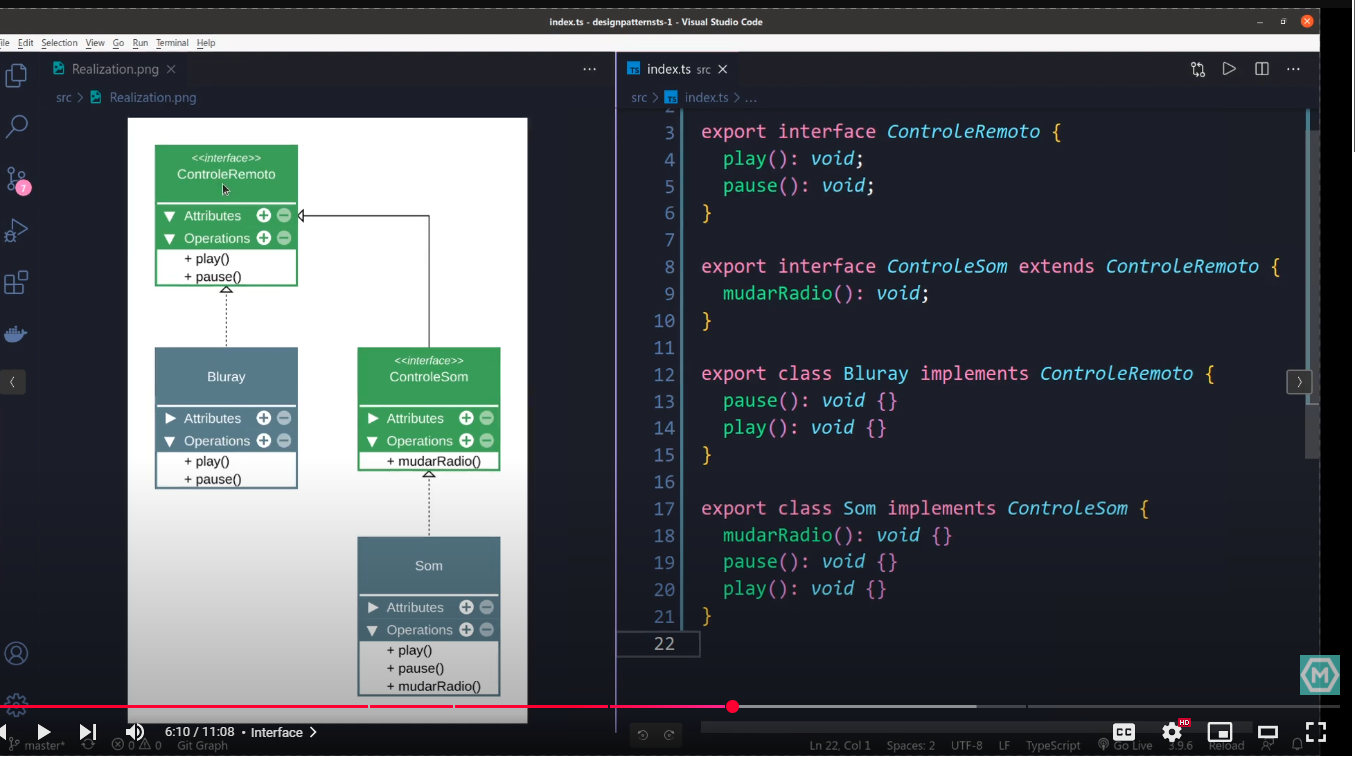 index.ts - designpatternsts-1 - Visual Studio Code
Edit Selection View Go Run Terminal Help
Realization.png
src > Realization.png
<<interface>>
ControleRemoto
Attributes
Operations
+ play()
+ pause()
Bluray
Attributes
Operations
+ play()
+ pause()
<<interface>>
ControleSom
Attributes
Operations
+ mudarRadio()
Som
Attributes
Operations
+ play()
+ pause()
+ mudarRadio()
TS index.ts src
src > TS index.ts > ...
3 export interface ControleRemoto {
4 play(): void;
5 pause(): void;
6 }
7
8 export interface ControleSom extends ControleRemoto {
9 mudarRadio(): void;
10 }
11
12 export class Bluray implements ControleRemoto {
13 pause(): void {}
14 play(): void {}
15 }
16
17 export class Som implements ControleSom {
18 mudarRadio(): void {}
19 pause(): void {}
20 play(): void {}
21 }
22
7
M
6:10 / 11:08 • Interface >
CC
HD
master* 0 0 Git Graph
Ln 22, Col 1 Spaces: 2 UTF-8 LF TypeScript Go Live 3.9.6 Reload